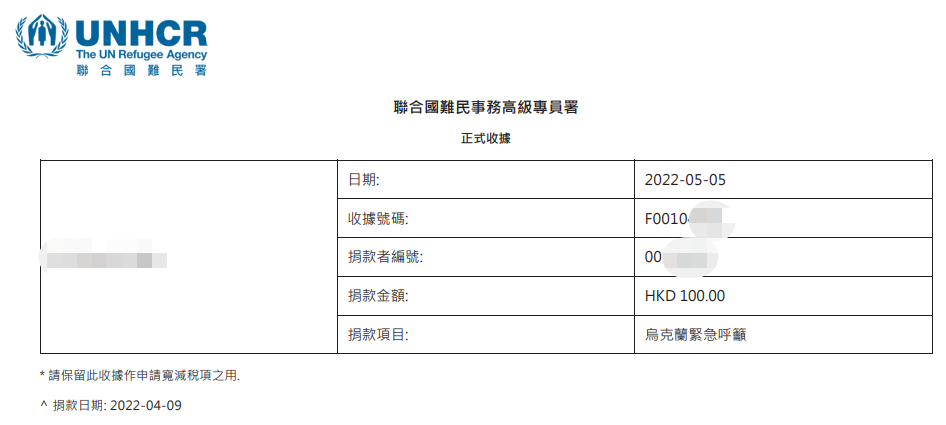 UNHCR
The UN Refugee Agency
聯合國難民署
聯合國難民事務高級專員署
正式收據
日期: 2022-05-05
收據號碼: F0010
捐款者編號: 00
捐款金額: HKD 100.00
捐款項目: 烏克蘭緊急呼籲
* 請保留此收據作申請寬減稅項之用.
^ 捐款日期: 2022-04-09